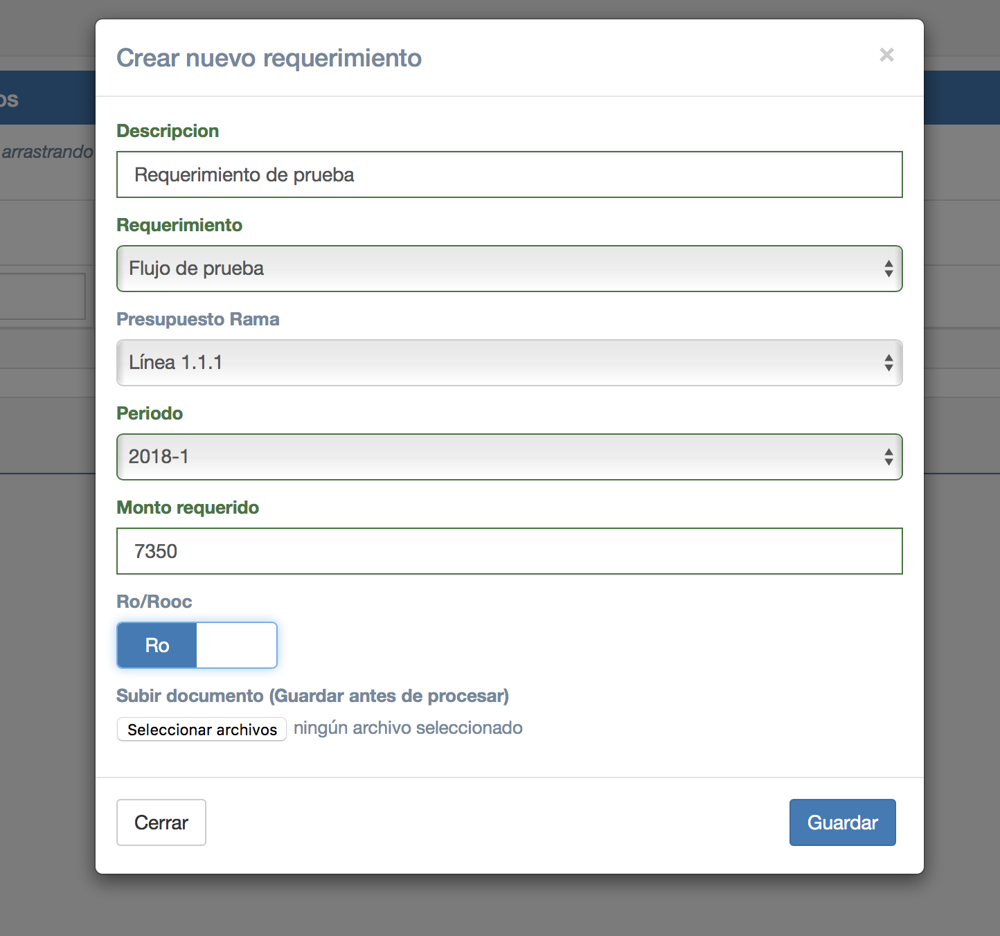 Crear nuevo requerimiento
×
os
arrastrando
Descripcion
Requerimiento de prueba
Requerimiento
Flujo de prueba
Presupuesto Rama
Línea 1.1.1
Periodo
2018-1
Monto requerido
7350
Ro/Rooc
Ro
Subir documento (Guardar antes de procesar)
Seleccionar archivos ningún archivo seleccionado
Cerrar Guardar